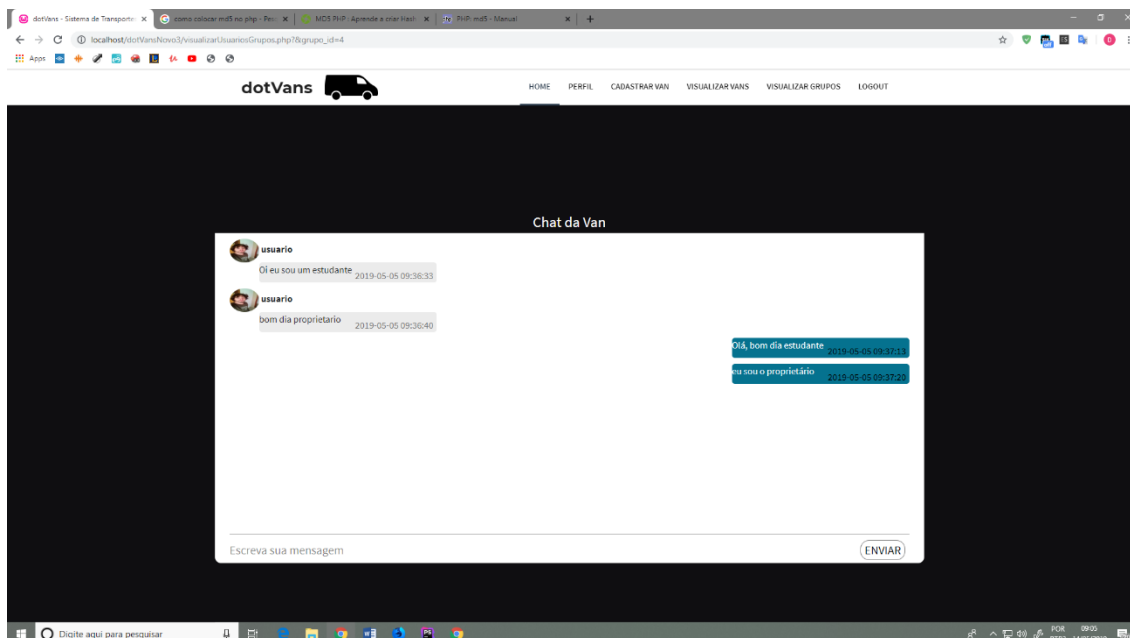 dotVans - Sistema de Transporte
como colocar md5 no php - Pes
MD5 PHP - Aprenda a criar Hash
PHP: md5 - Manual
localhost/dotVansNovo3/visualizarUsuariosGrupos.php?&grupo_id=4
Apps
dotVans
HOME PERFIL CADASTRAR VAN VISUALIZAR VANS VISUALIZAR GRUPOS LOGOUT
Chat da Van
usuario
Oi eu sou um estudante 2019-05-05 09:36:33
usuario
bom dia proprietario 2019-05-05 09:36:40
Olá, bom dia estudante 2019-05-05 09:37:13
eu sou o proprietário 2019-05-05 09:37:20
Escreva sua mensagem ENVIAR
Digite aqui para pesquisar
POR 09:05